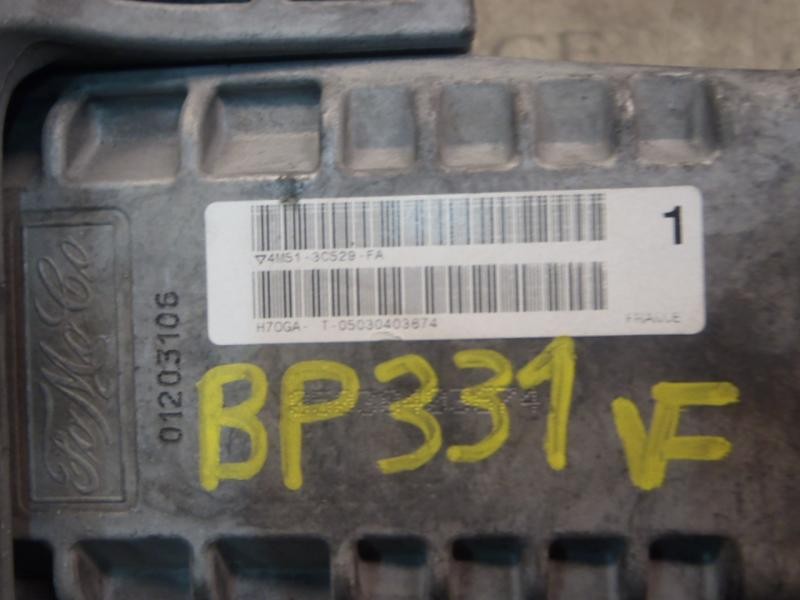 1
▽4M51-3C529-FA
H70GA- T-05030403674
FRANCE
FoMoCo
01203106
BP331 VF